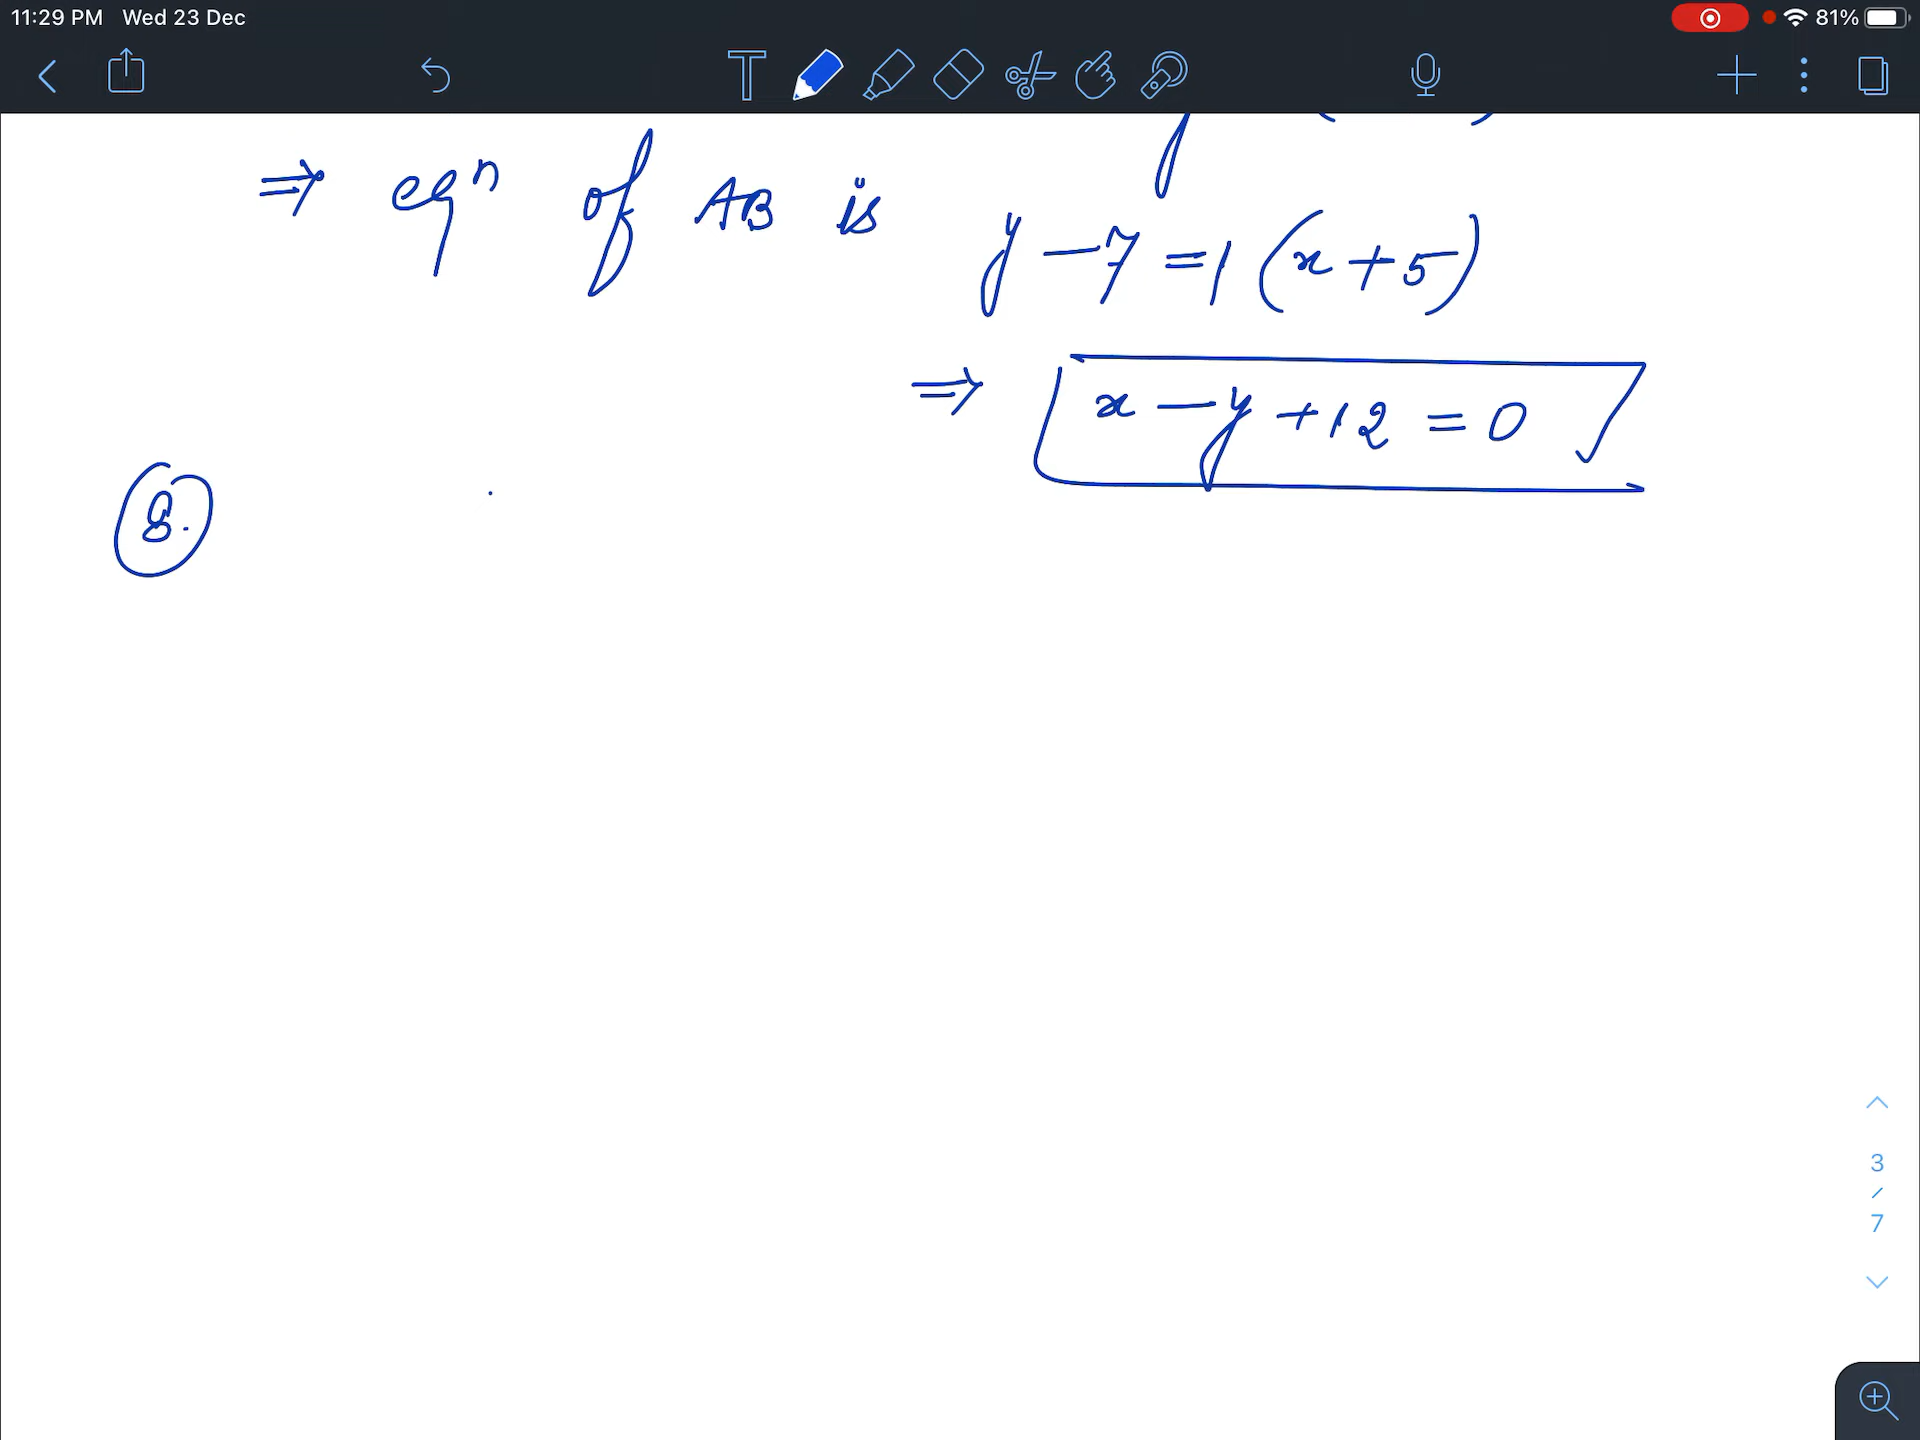 11:29 PM Wed 23 Dec 81%
T
⇒ eqⁿ of AB is
y − 7 = 1 (x + 5)
⇒ x − y + 12 = 0
8.
3
/
7